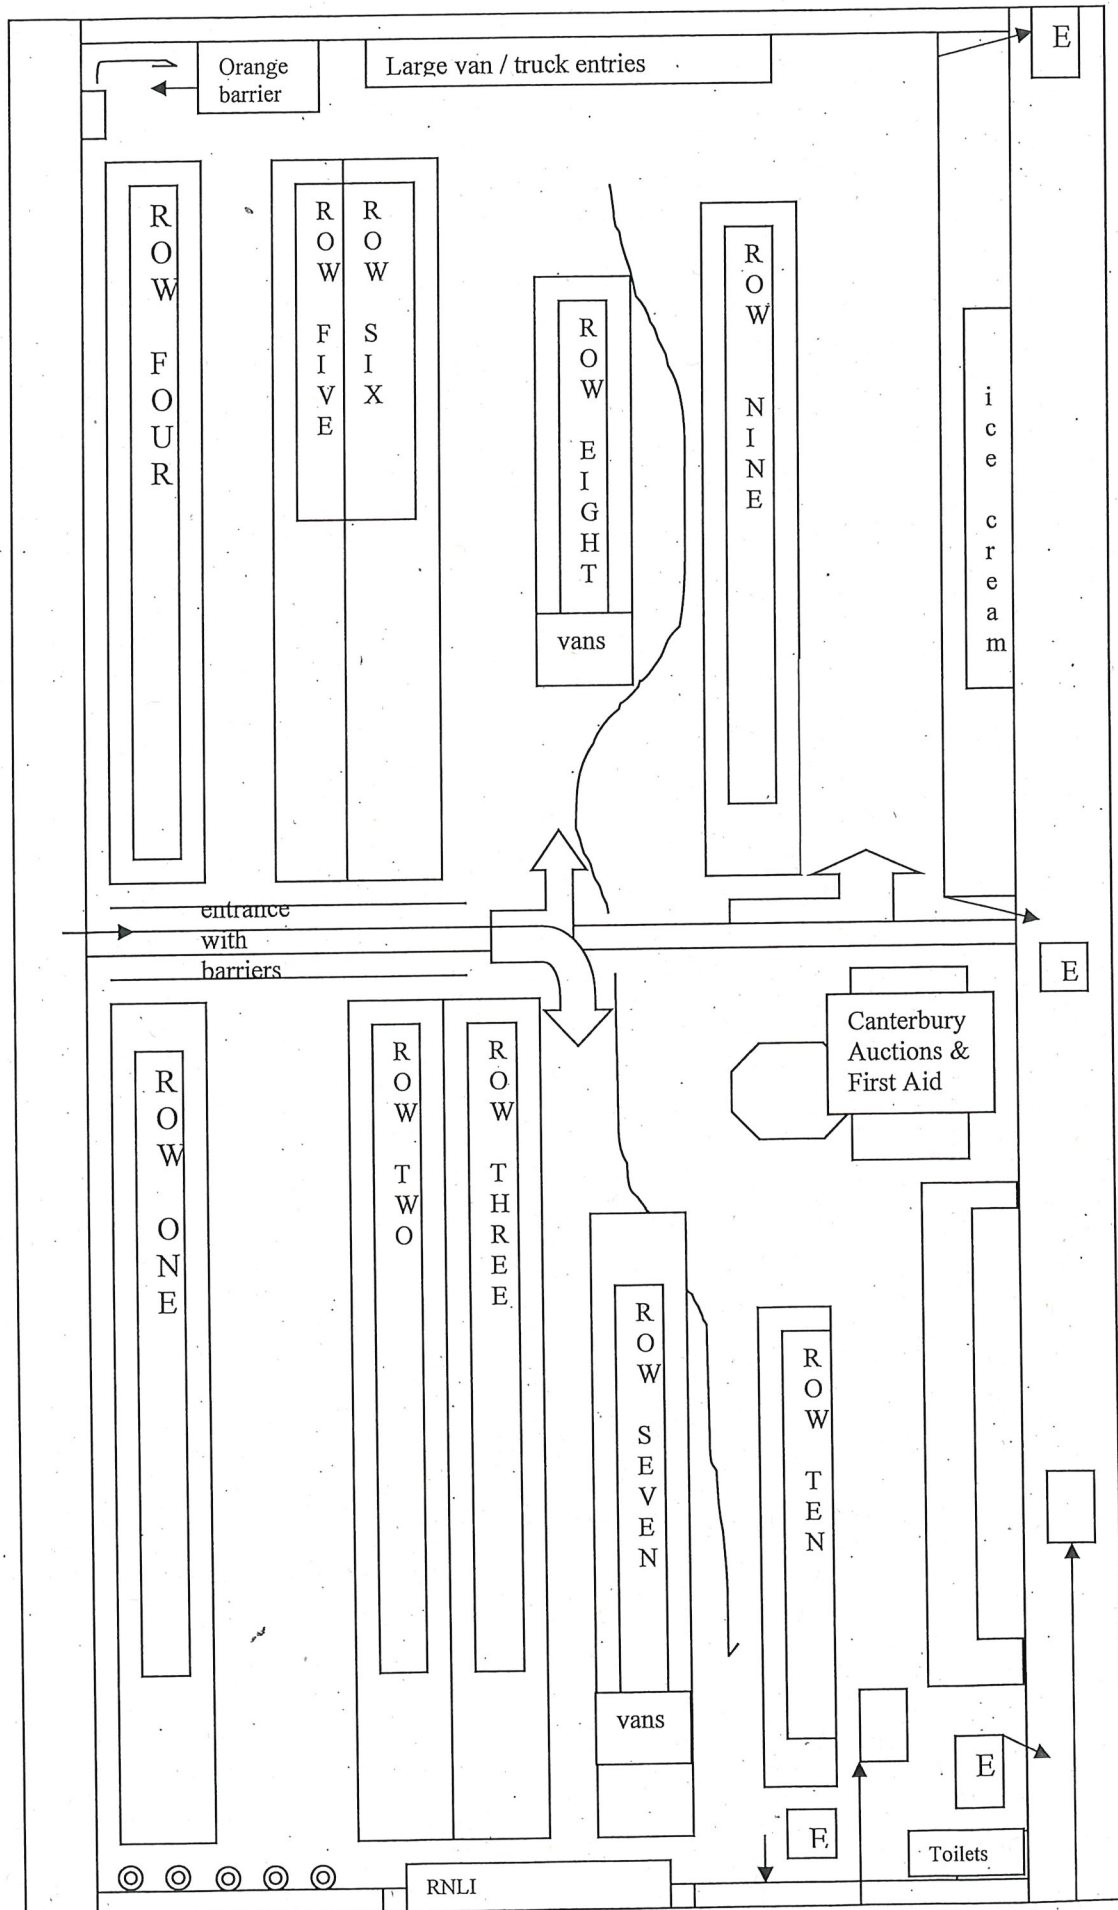 E
Orange
barrier
Large van / truck entries
ROW FOUR
ROW FIVE
ROW SIX
ROW EIGHT
vans
ROW NINE
ice cream
entrance
with
barriers
E
Canterbury
Auctions &
First Aid
ROW ONE
ROW TWO
ROW THREE
ROW SEVEN
vans
ROW TEN
E
E
Toilets
RNLI